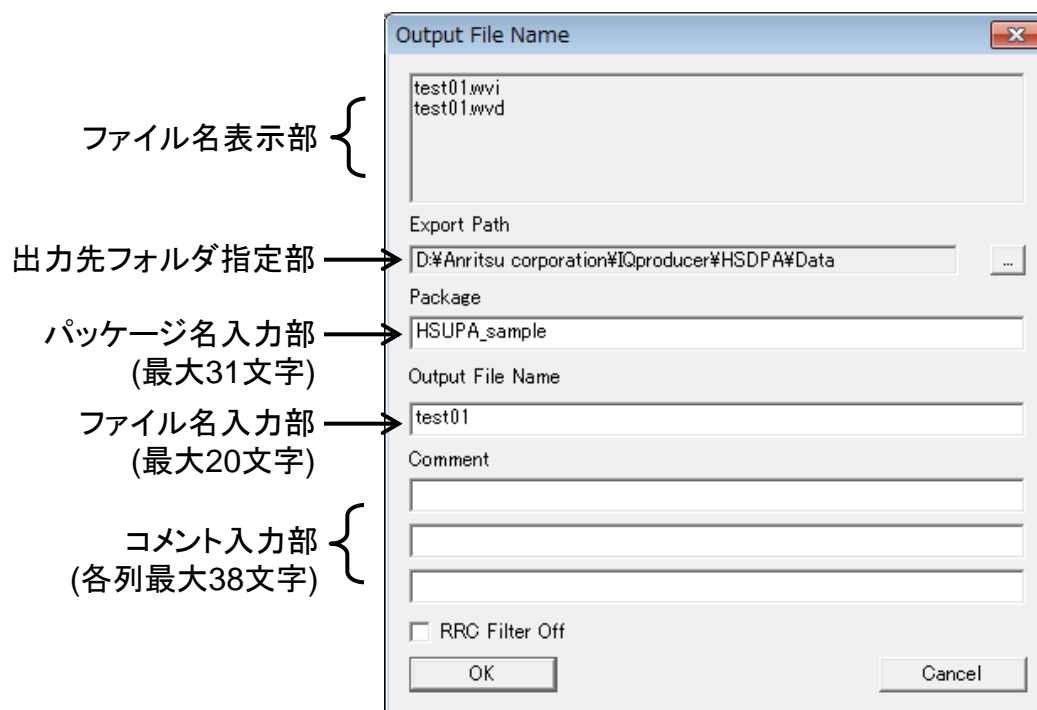 Output File Name
test01.wvi
test01.wvd
ファイル名表示部
Export Path
出力先フォルダ指定部
D:¥Anritsu corporation¥IQproducer¥HSDPA¥Data
...
Package
パッケージ名入力部
(最大31文字)
HSUPA_sample
Output File Name
ファイル名入力部
(最大20文字)
test01
Comment
コメント入力部
(各列最大38文字)
RRC Filter Off
OK
Cancel